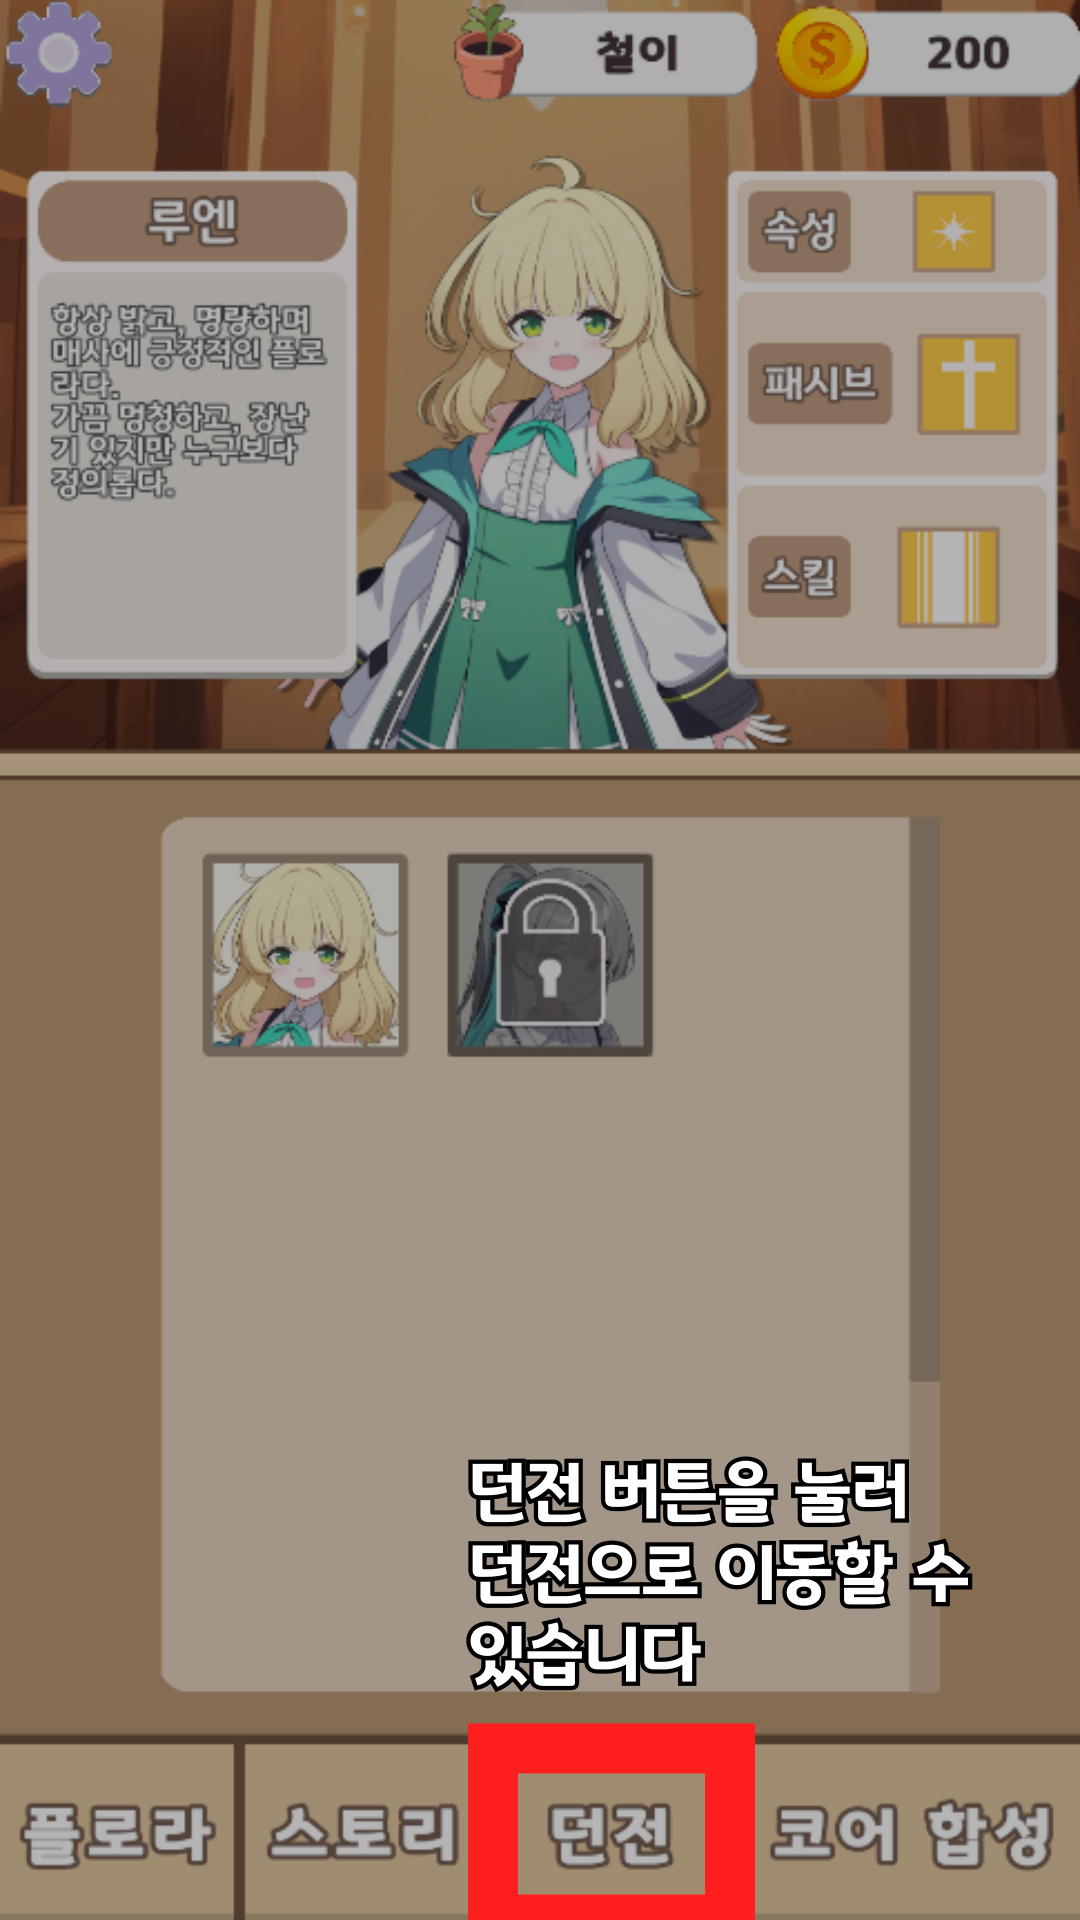 철이
200
루엔
항상 밝고, 명량하며
매사에 긍정적인 플로
라다.
가끔 멍청하고, 장난
기 있지만 누구보다
정의롭다.
속성
패시브
스킬
던전 버튼을 눌러
던전으로 이동할 수
있습니다
플로라
스토리
던전
코어 합성